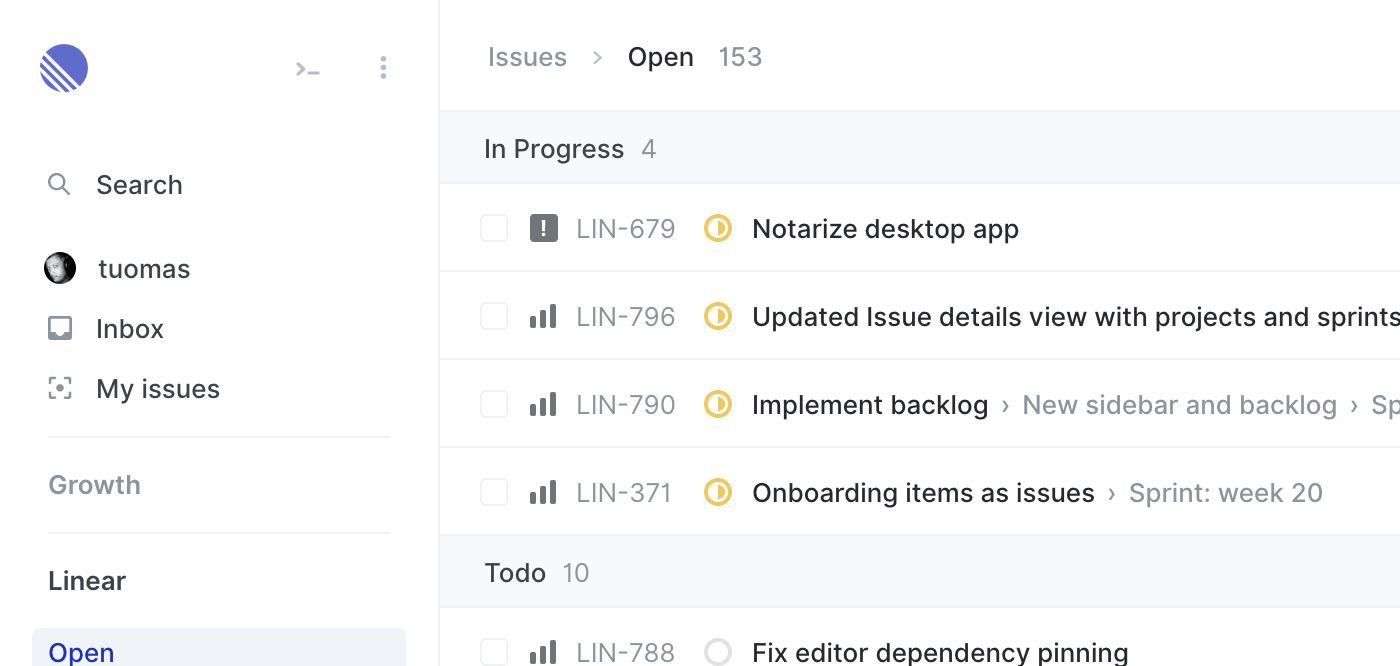 Issues › Open 153
Search
tuomas
Inbox
My issues
Growth
Linear
Open
In Progress 4
! LIN-679 Notarize desktop app
LIN-796 Updated Issue details view with projects and sprints
LIN-790 Implement backlog › New sidebar and backlog › Sp
LIN-371 Onboarding items as issues › Sprint: week 20
Todo 10
LIN-788 Fix editor dependency pinning